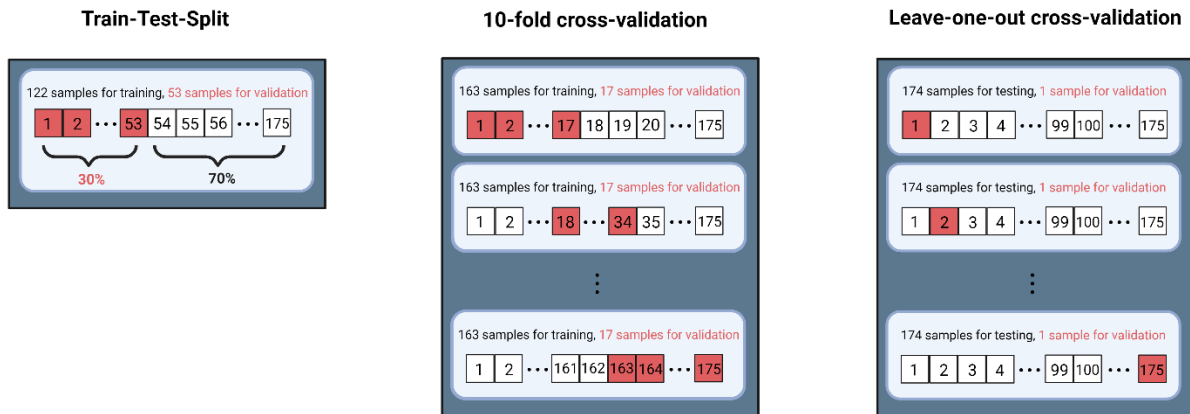 Train-Test-Split
122 samples for training, 53 samples for validation
1 2 ••• 53 54 55 56 ••• 175
30% 70%
10-fold cross-validation
163 samples for training, 17 samples for validation
1 2 ••• 17 18 19 20 ••• 175
163 samples for training, 17 samples for validation
1 2 ••• 18 ••• 34 35 ••• 175
163 samples for training, 17 samples for validation
1 2 ••• 161 162 163 164 ••• 175
Leave-one-out cross-validation
174 samples for testing, 1 sample for validation
1 2 3 4 ••• 99 100 ••• 175
174 samples for testing, 1 sample for validation
1 2 3 4 ••• 99 100 ••• 175
174 samples for testing, 1 sample for validation
1 2 3 4 ••• 99 100 ••• 175